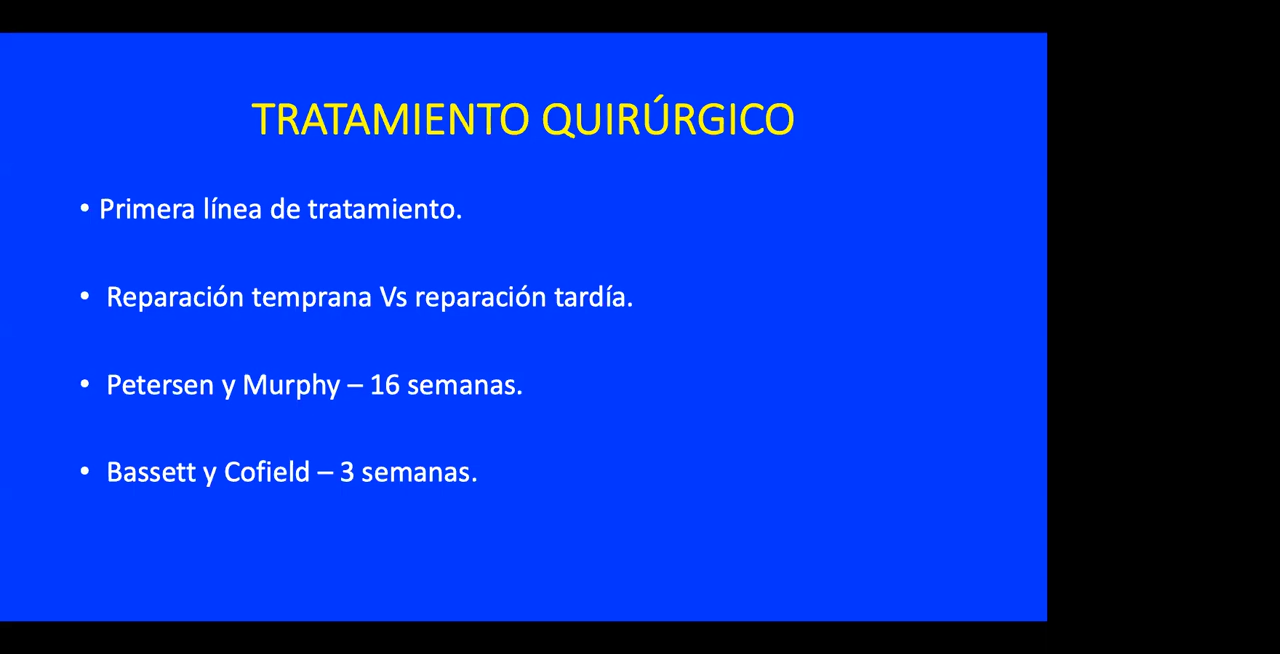 TRATAMIENTO QUIRÚRGICO
• Primera línea de tratamiento.
• Reparación temprana Vs reparación tardía.
• Petersen y Murphy – 16 semanas.
• Bassett y Cofield – 3 semanas.